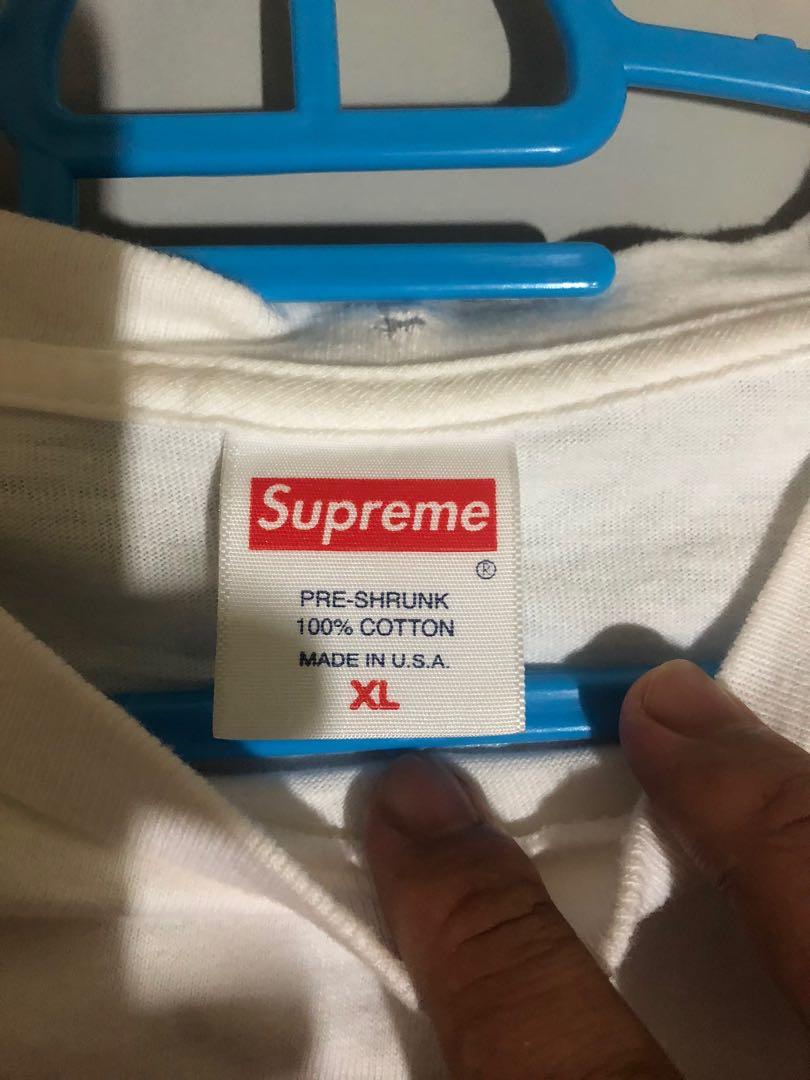 Supreme
®
PRE-SHRUNK
100% COTTON
MADE IN U.S.A.
XL